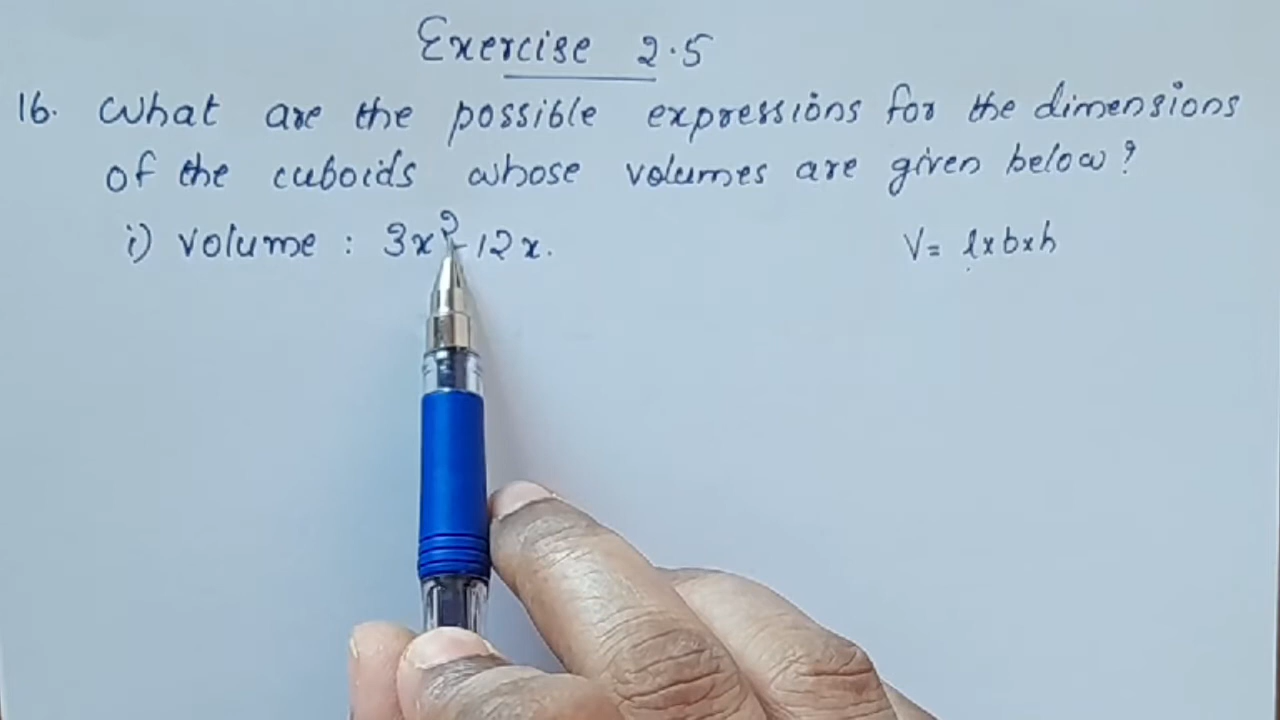 Exercise 2.5
16. What are the possible expressions for the dimensions
of the cuboids whose volumes are given below?
i) Volume : 3x² - 12x.
V = l x b x h